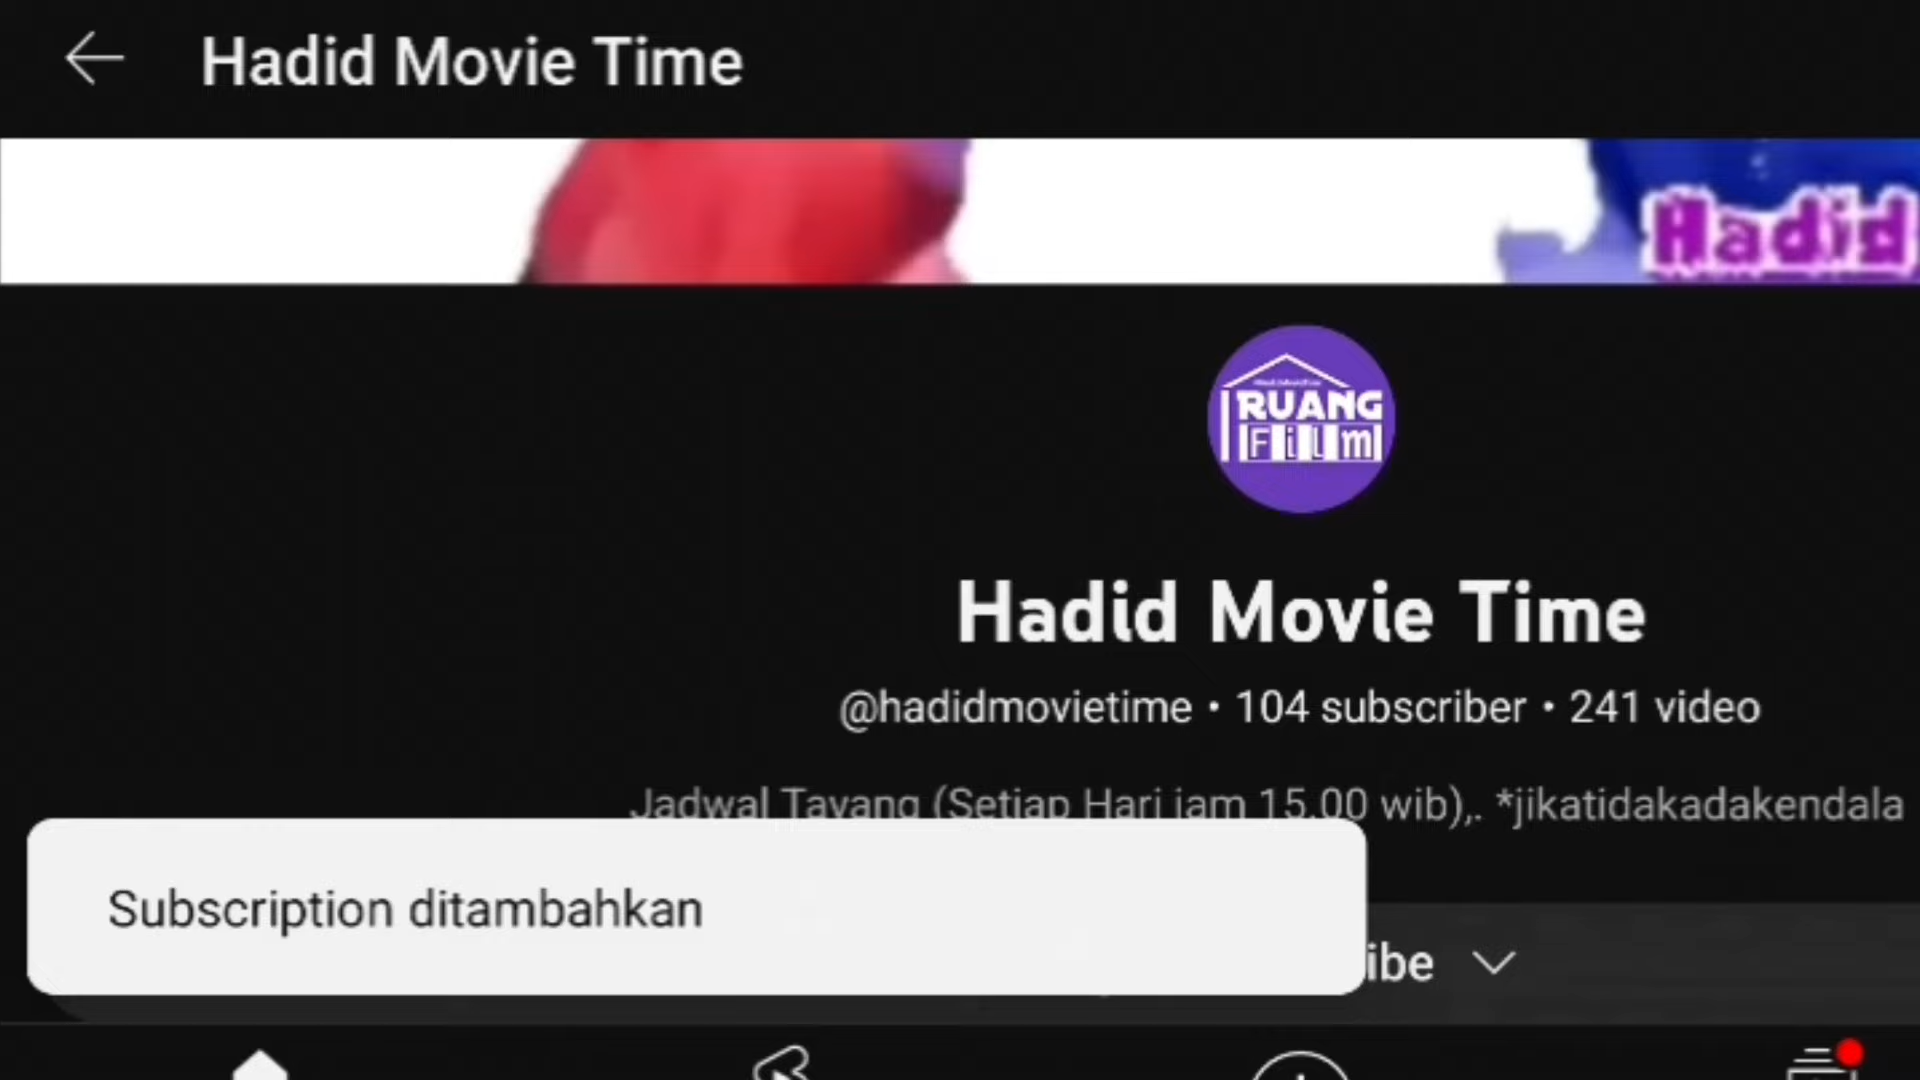 Hadid Movie Time
Hadid
RUANG
FiLm
Hadid Movie Time
@hadidmovietime • 104 subscriber • 241 video
Jadwal Tayang (Setiap Hari jam 15.00 wib),. *jikatidakadakendala
Subscription ditambahkan
ibe